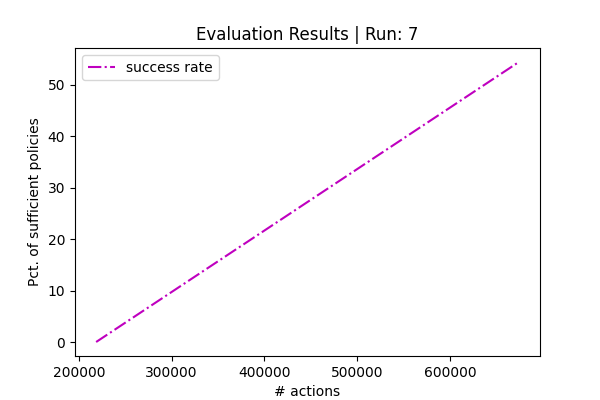 Evaluation Results | Run: 7
success rate
Pct. of sufficient policies
50
40
30
20
10
0
200000 300000 400000 500000 600000
# actions